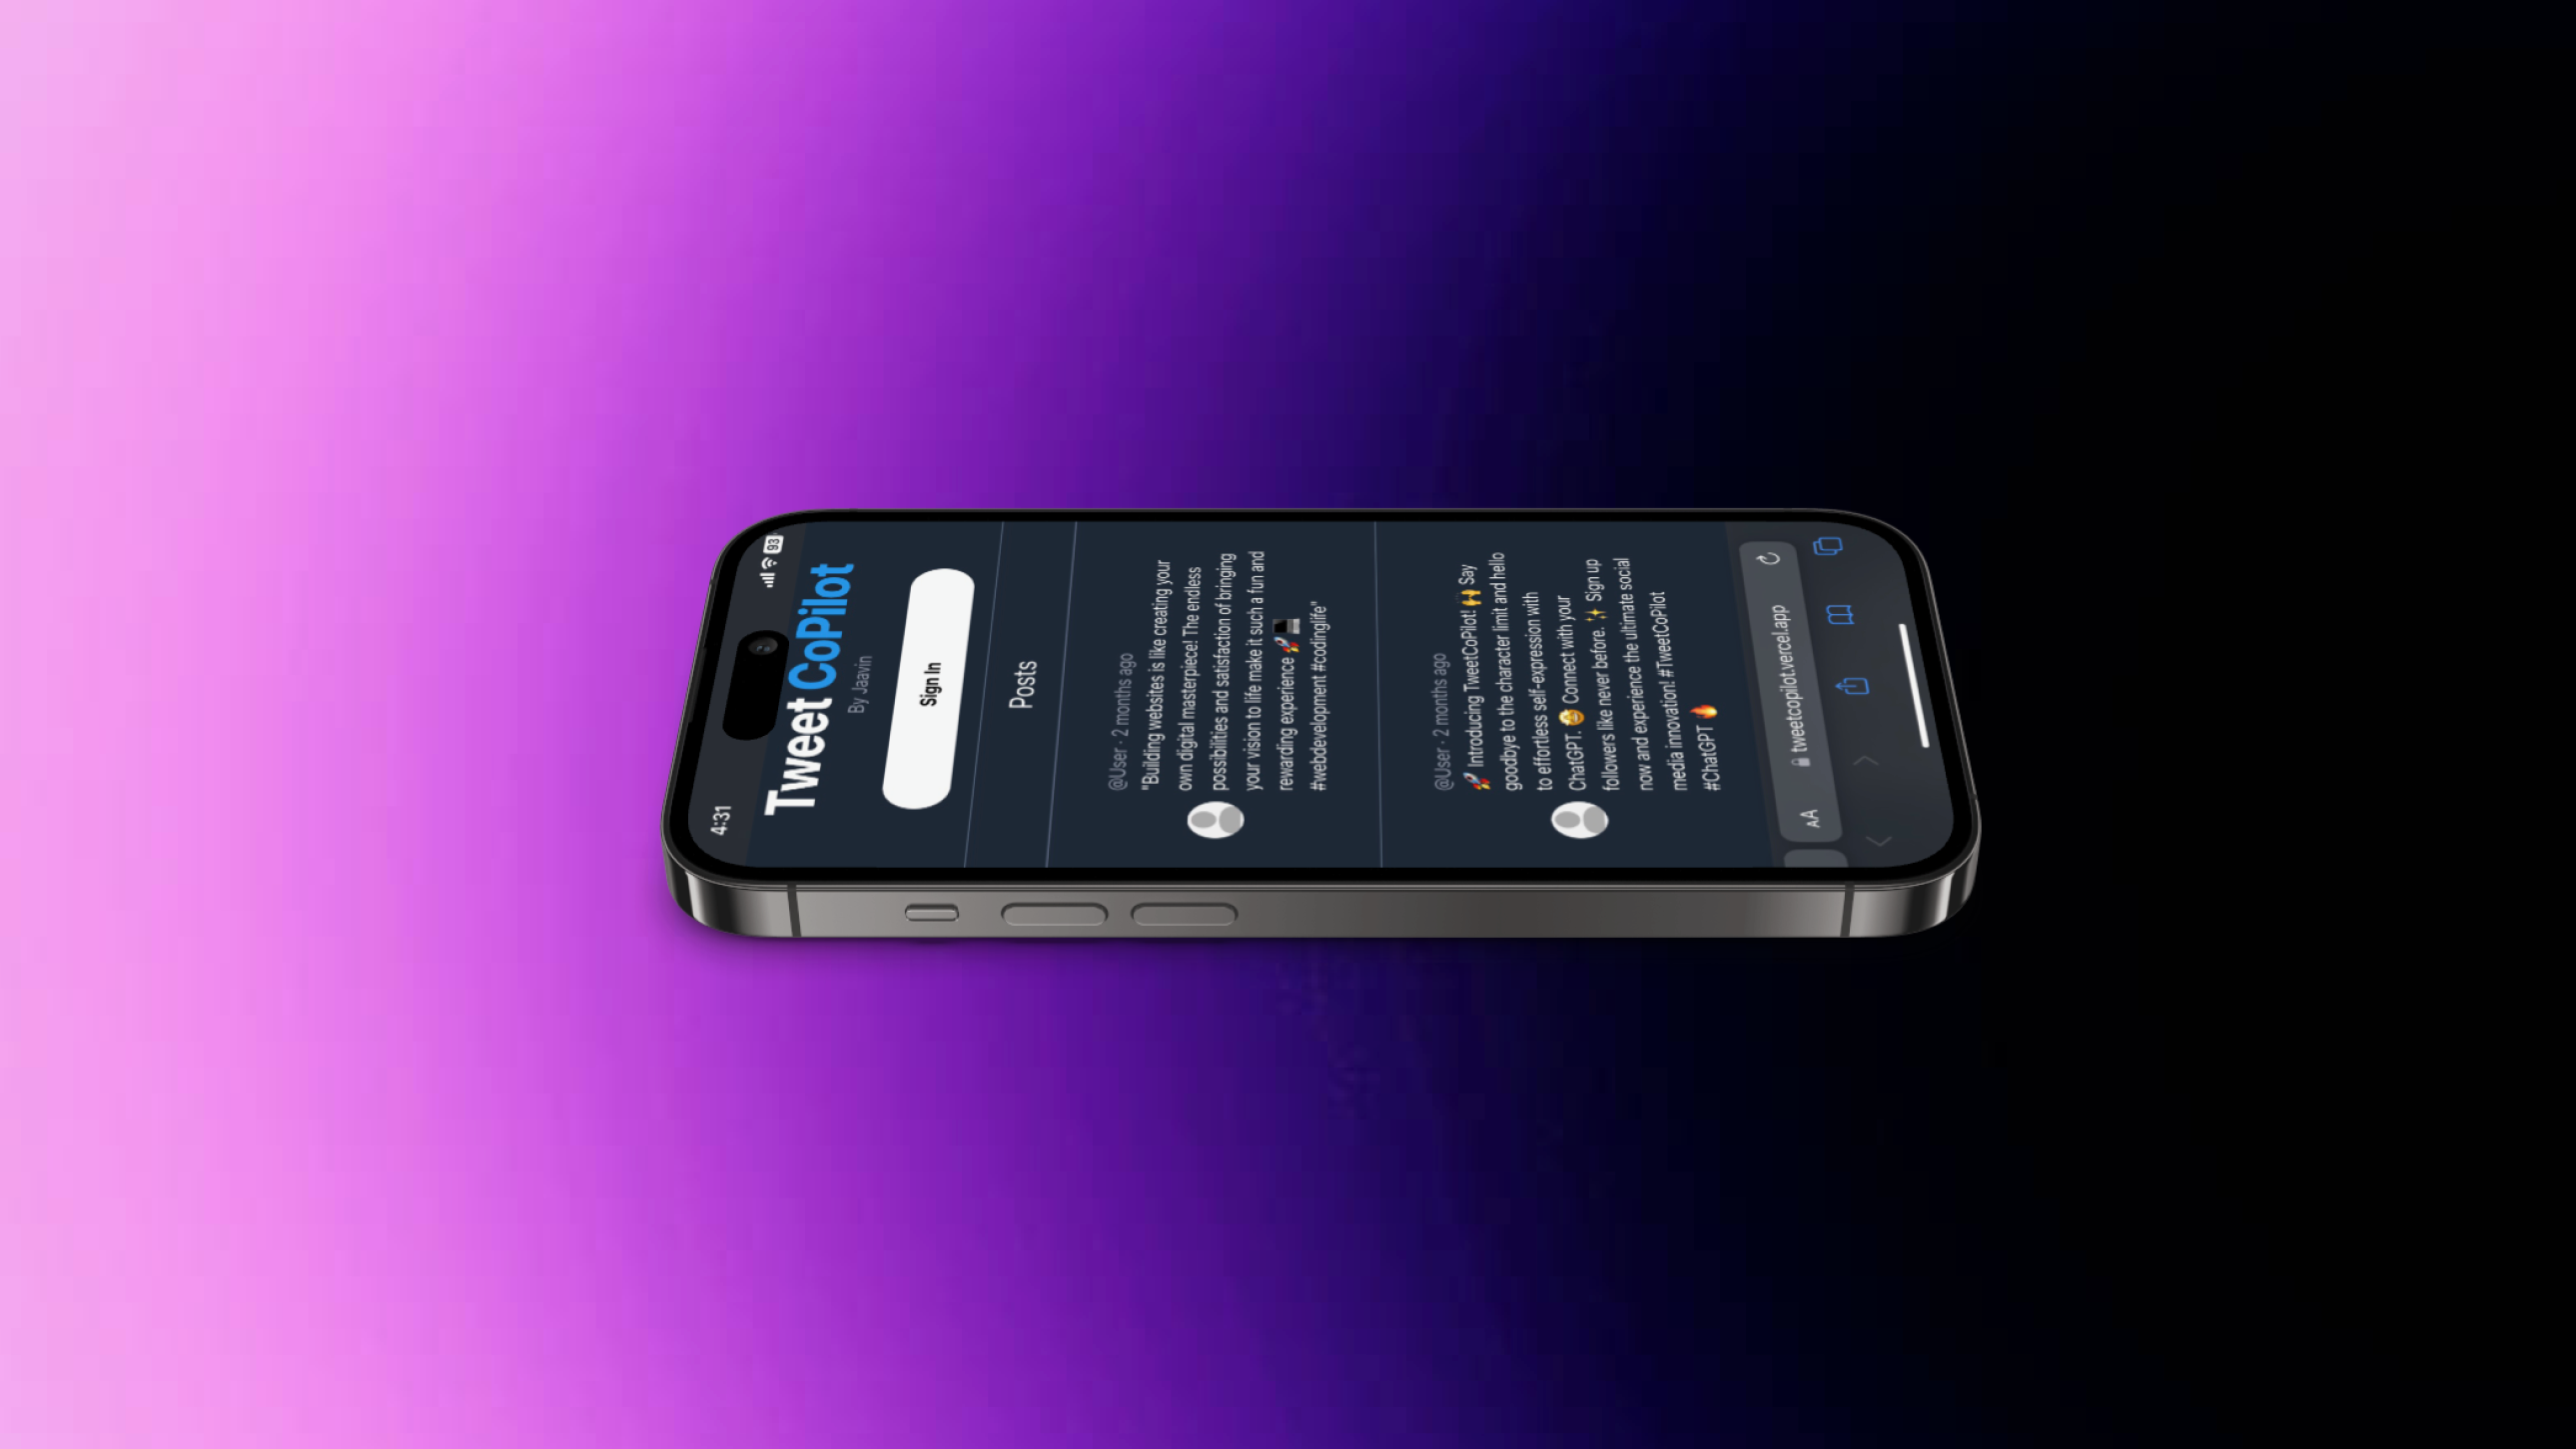 4:31
93
Tweet CoPilot
By Jaavin
Sign In
Posts
@User · 2 months ago
"Building websites is like creating your
own digital masterpiece! The endless
possibilities and satisfaction of bringing
your vision to life make it such a fun and
rewarding experience 🚀💻
#webdevelopment #codinglife"
@User · 2 months ago
🚀 Introducing TweetCoPilot! 🙌 Say
goodbye to the character limit and hello
to effortless self-expression with
ChatGPT. 🤩 Connect with your
followers like never before. ✨ Sign up
now and experience the ultimate social
media innovation! #TweetCoPilot
#ChatGPT 🔥
AA
tweetcopilot.vercel.app